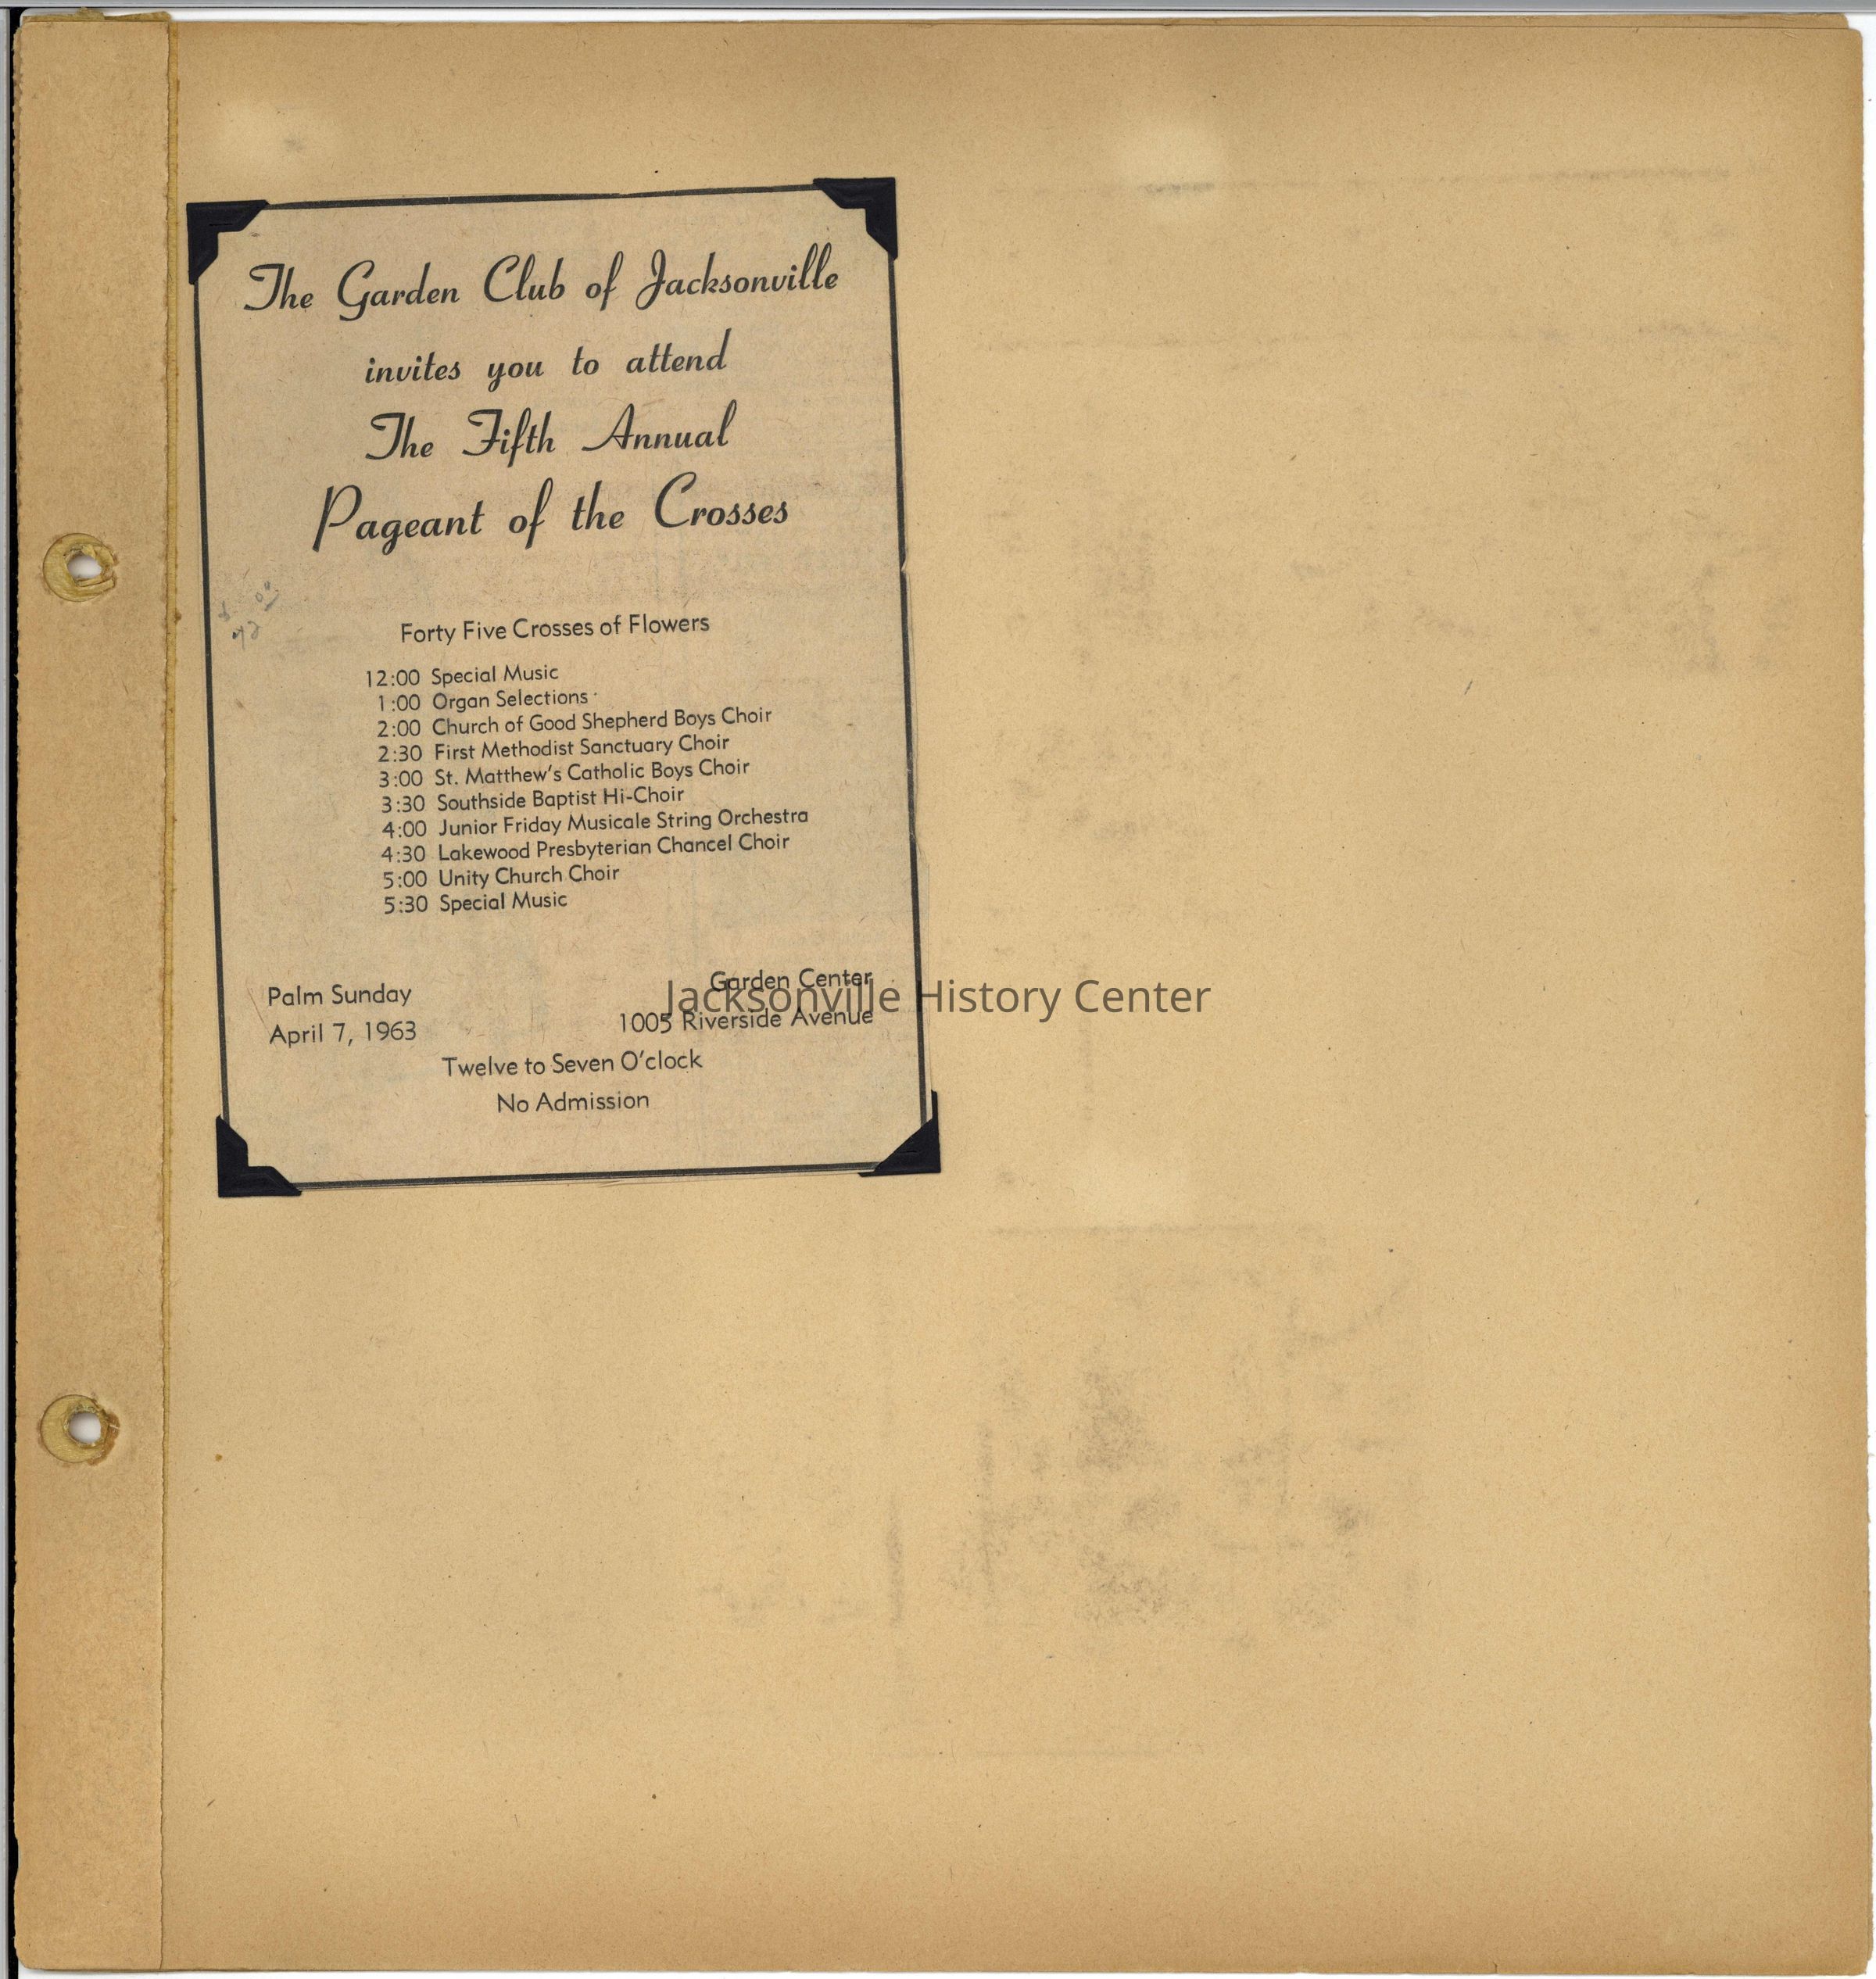 The Garden Club of Jacksonville
invites you to attend
The Fifth Annual
Pageant of the Crosses
Forty Five Crosses of Flowers
12:00 Special Music
1:00 Organ Selections
2:00 Church of Good Shepherd Boys Choir
2:30 First Methodist Sanctuary Choir
3:00 St. Matthew's Catholic Boys Choir
3:30 Southside Baptist Hi-Choir
4:00 Junior Friday Musicale String Orchestra
4:30 Lakewood Presbyterian Chancel Choir
5:00 Unity Church Choir
5:30 Special Music
Palm Sunday
April 7, 1963
Garden Center
1005 Riverside Avenue
Twelve to Seven O'clock
No Admission
Jacksonville History Center